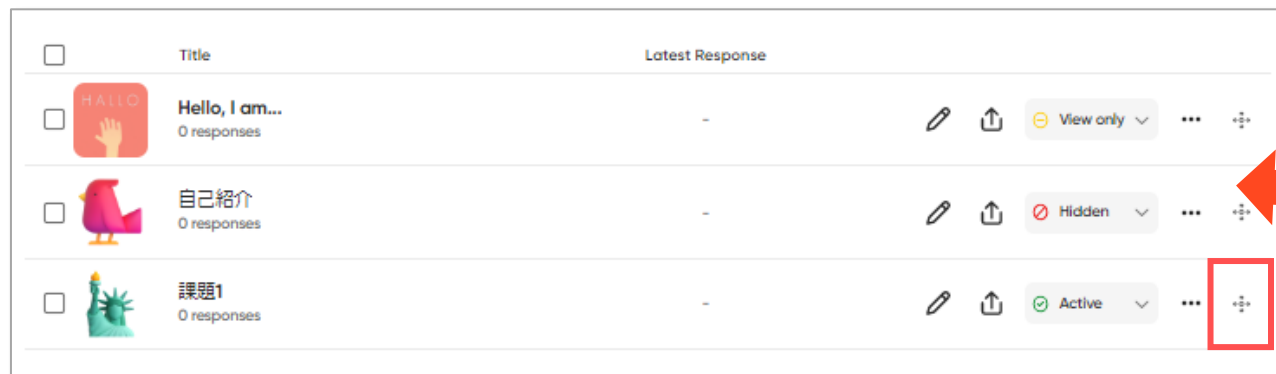 Title Latest Response
HALLO
Hello, I am...
0 responses
- View only
自己紹介
0 responses
- Hidden
課題1
0 responses
- Active